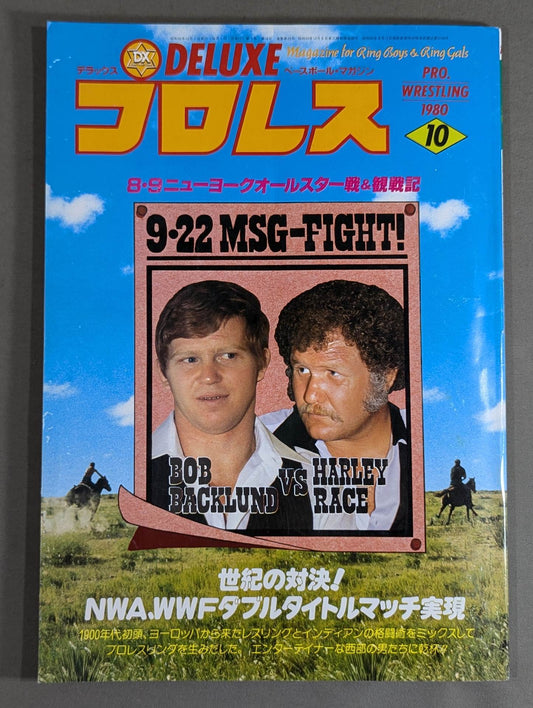 DX
DELUXE
Magazine for Ring Boys & Ring Gals
デラックス
ベースボール・マガジン
プロレス
PRO.
WRESTLING
1980
10
8・9ニューヨークオールスター戦&観戦記
9・22 MSG-FIGHT!
BOB
BACKLUND
VS
HARLEY
RACE
世紀の対決!
NWA.WWFダブルタイトルマッチ実現
1900年代初頭、ヨーロッパから来たレスリングとインディアンの格闘術をミックスして
プロレスリングを生みだした。エンターテイナーな西部の男たちに乾杯